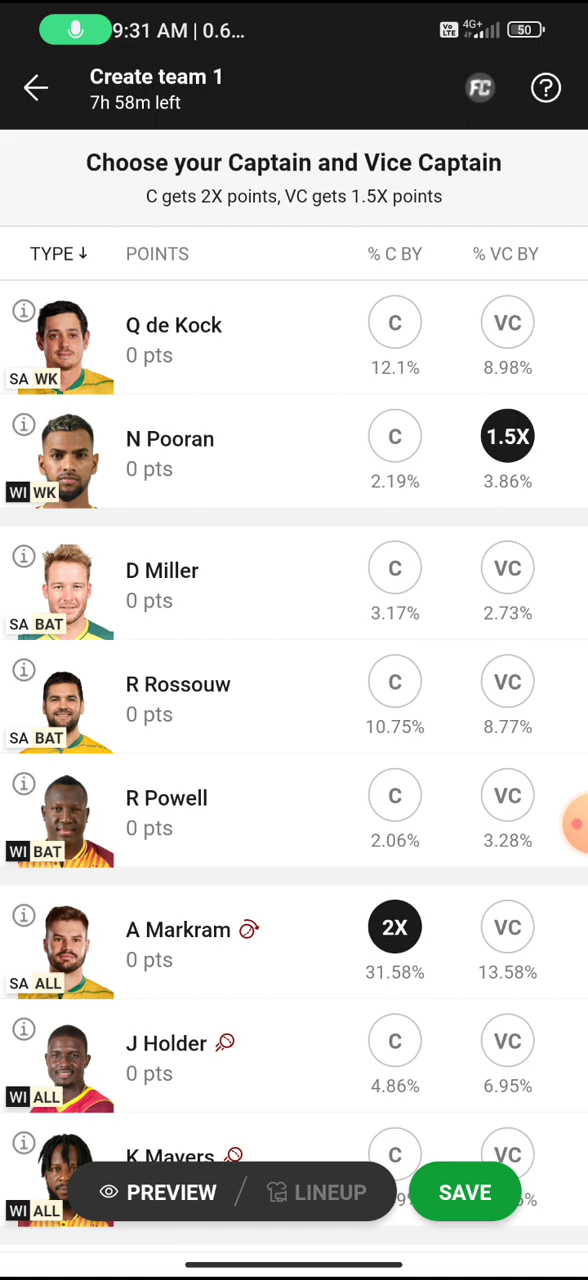 9:31 AM | 0.6...
Vo LTE 4G+ 50
Create team 1
7h 58m left
FC ?
Choose your Captain and Vice Captain
C gets 2X points, VC gets 1.5X points
TYPE ↓ POINTS % C BY % VC BY
i Q de Kock C VC
0 pts 12.1% 8.98%
SA WK
i N Pooran C 1.5X
0 pts 2.19% 3.86%
WI WK
i D Miller C VC
0 pts 3.17% 2.73%
SA BAT
i R Rossouw C VC
0 pts 10.75% 8.77%
SA BAT
i R Powell C VC
0 pts 2.06% 3.28%
WI BAT
i A Markram 2X VC
0 pts 31.58% 13.58%
SA ALL
i J Holder C VC
0 pts 4.86% 6.95%
WI ALL
i K Mayers C VC
PREVIEW / LINEUP SAVE
WI ALL